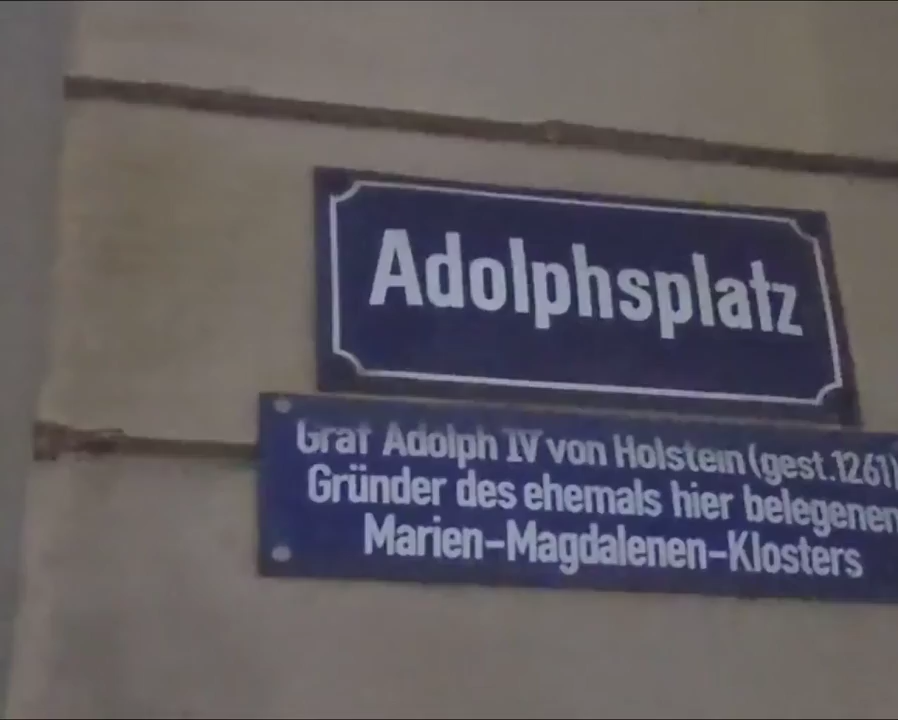 Adolphsplatz
Graf Adolph IV von Holstein (gest.1261)
Gründer des ehemals hier belegenen
Marien-Magdalenen-Klosters